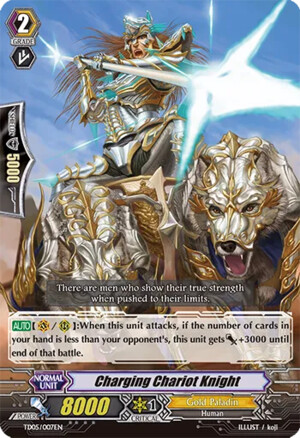 2
GRADE
SHIELD
5000
There are men who show their true strength
when pushed to their limits.
AUTO [ ]:When this unit attacks, if the number of cards in
your hand is less than your opponent's, this unit gets +3000 until
end of that battle.
NORMAL
UNIT
Charging Chariot Knight
POWER
8000
1
CRITICAL
Gold Paladin
Human
TD05/007EN
ILLUST / koji